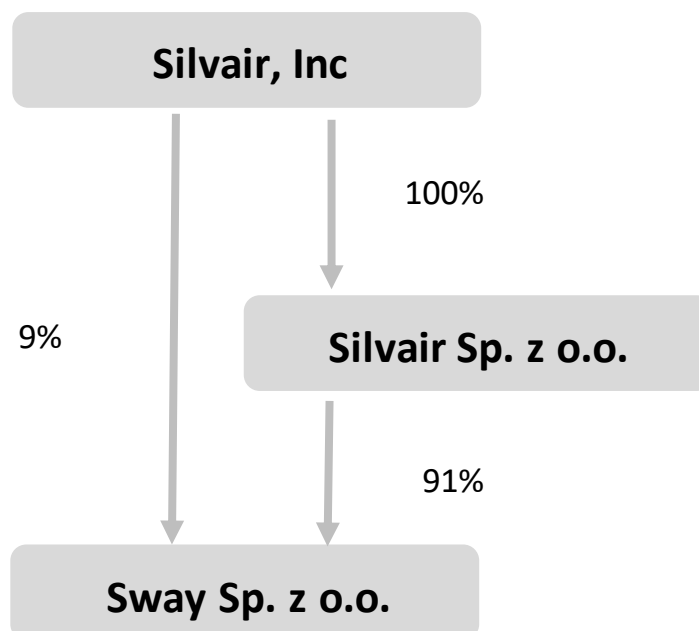 Silvair, Inc
100%
9%
Silvair Sp. z o.o.
91%
Sway Sp. z o.o.